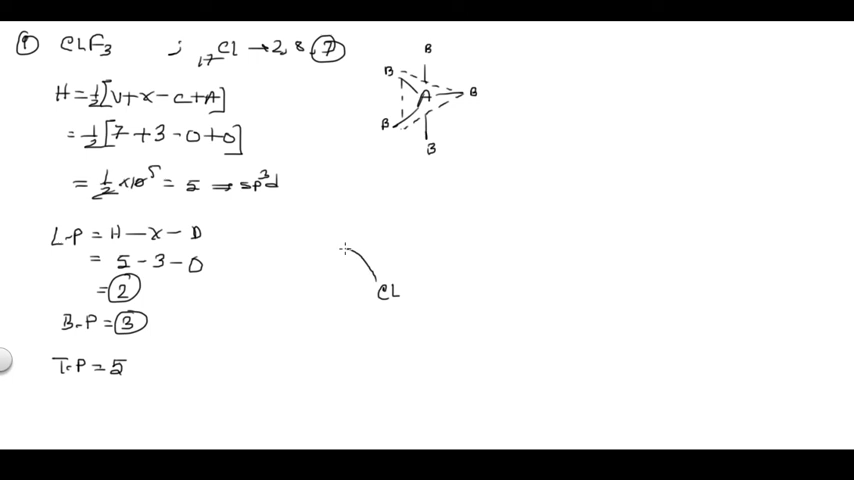 ① CLF₃ ; ₁₇Cl → 2, 8, 7
H = 1/2 [V + x - C + A]
= 1/2 [7 + 3 - 0 + 0]
= 1/2 × 10 5 = 5 ⇒ sp³d
L.P = H - x - D
= 5 - 3 - 0
= 2
B.P = 3
T.P = 5
B
B
A
B
B
B
CL